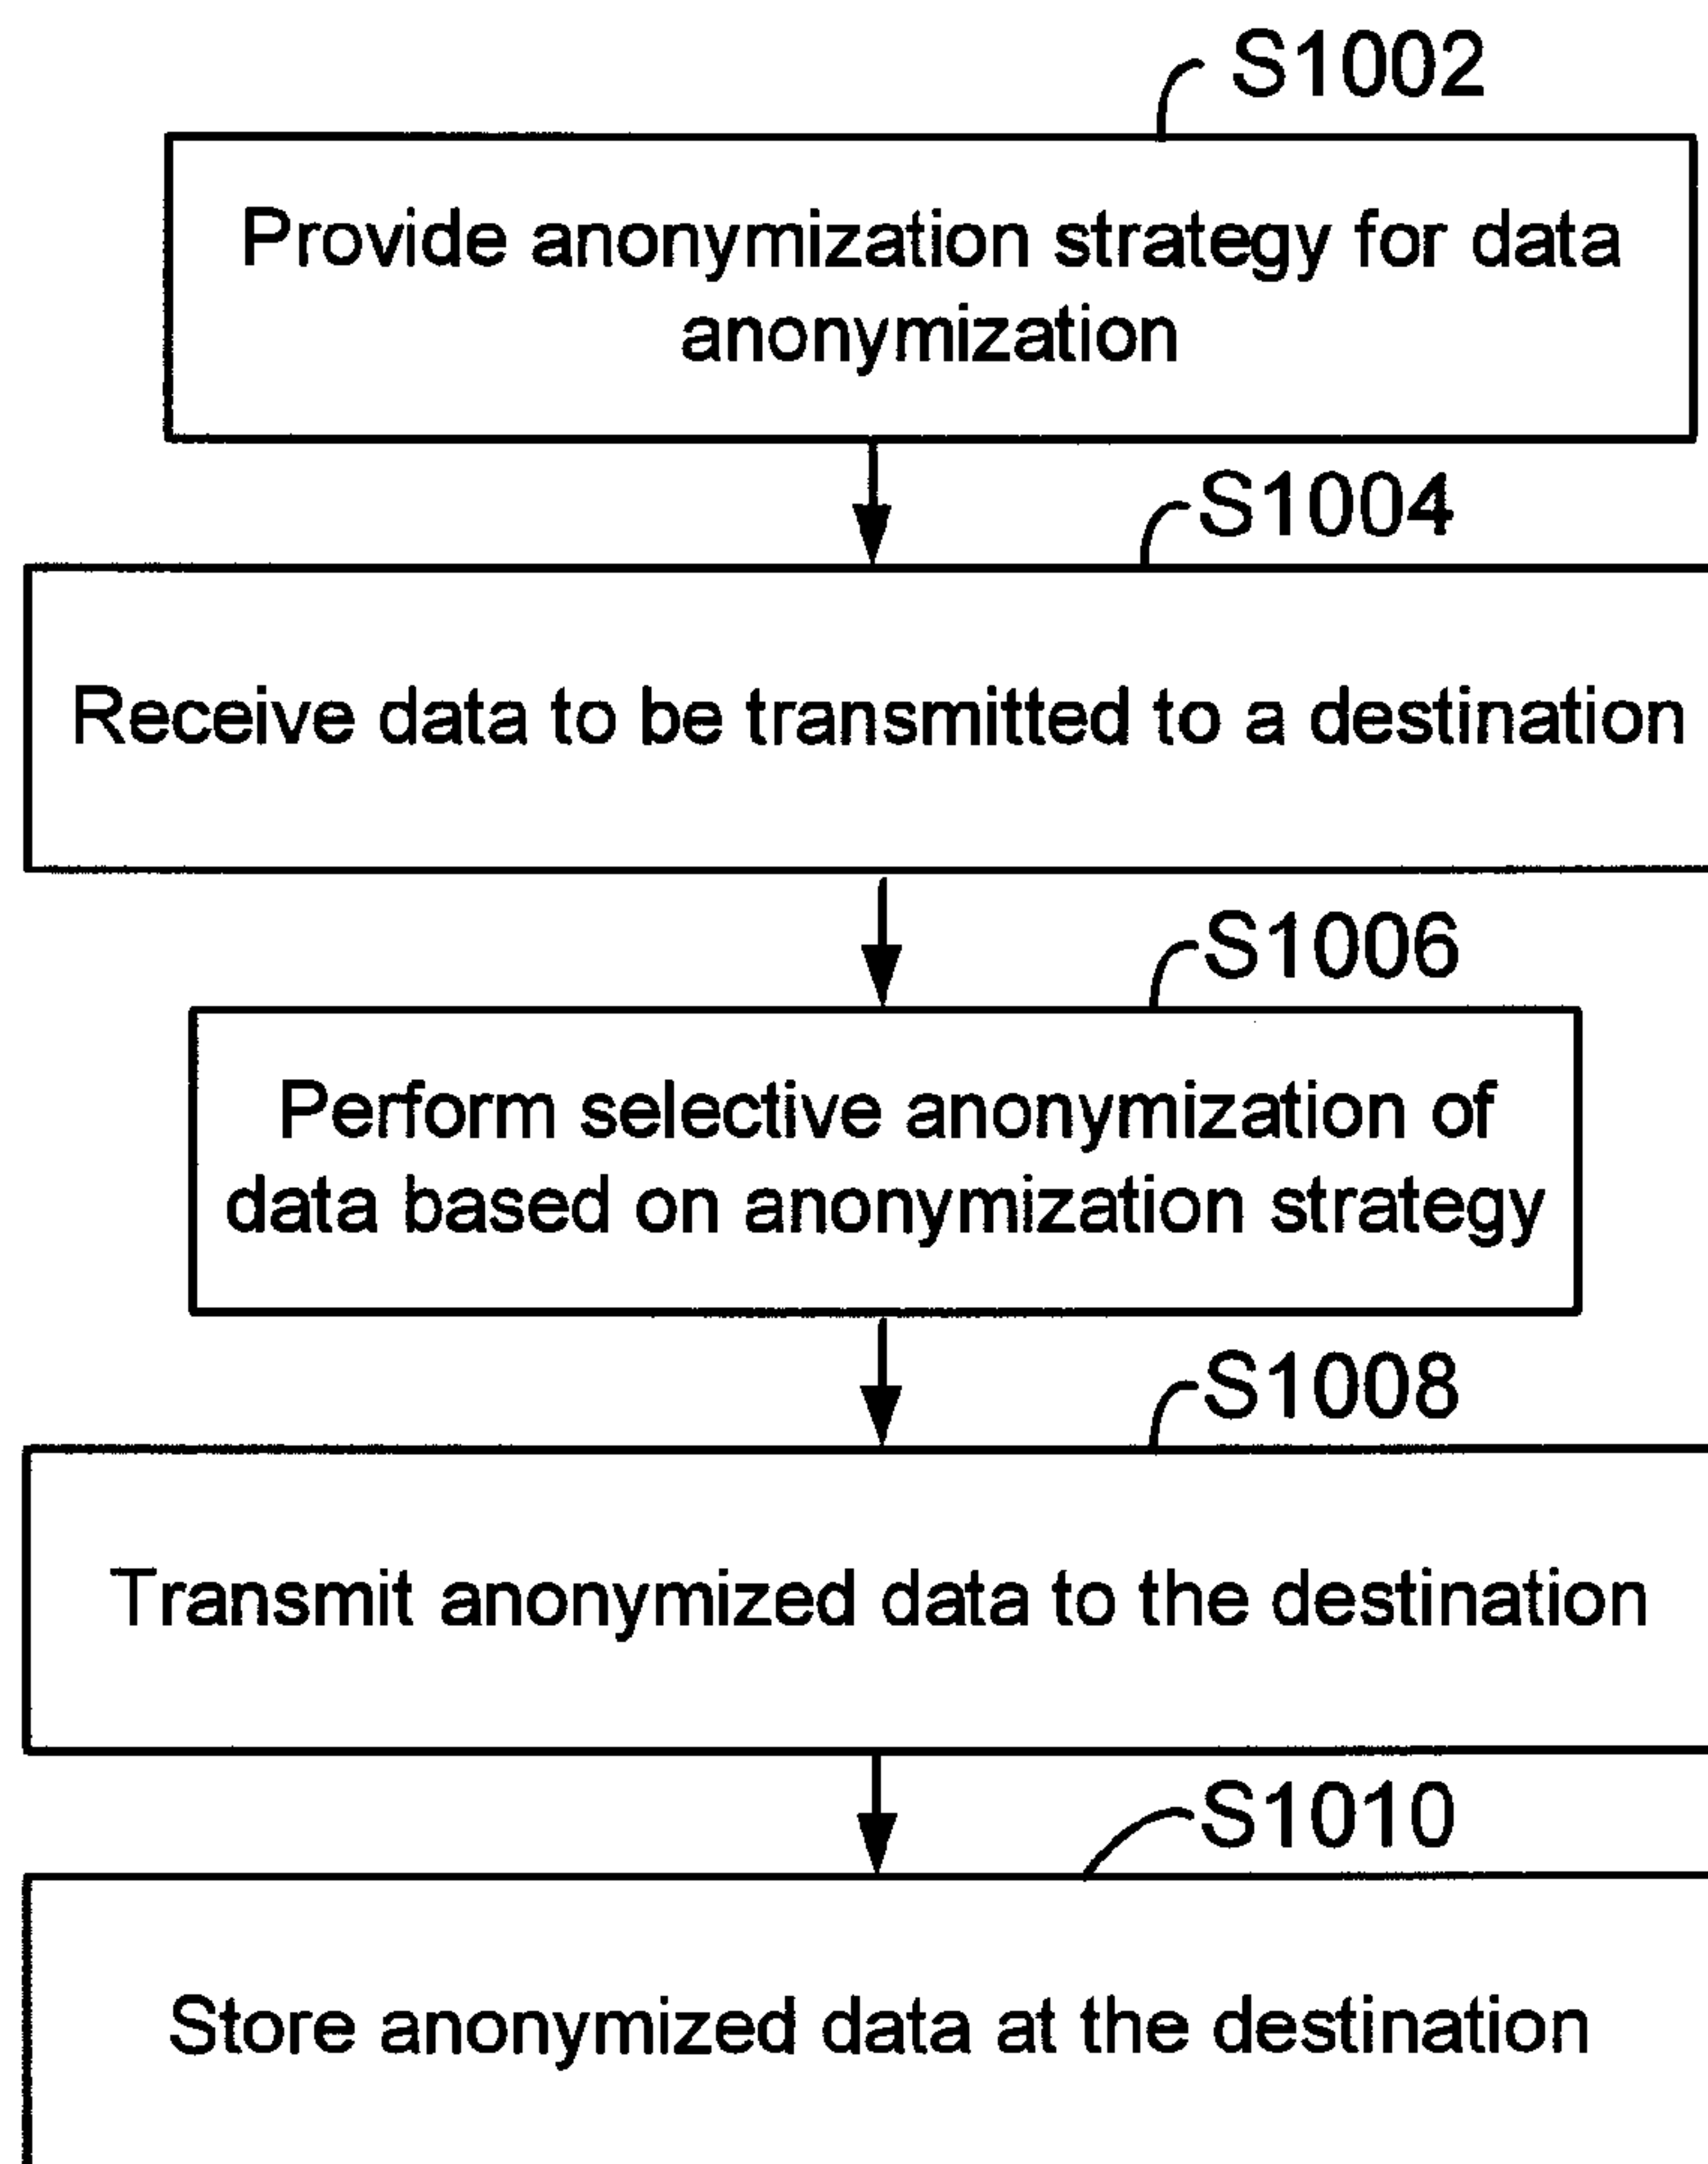 S1002
Provide anonymization strategy for data
anonymization
S1004
Receive data to be transmitted to a destination
S1006
Perform selective anonymization of
data based on anonymization strategy
S1008
Transmit anonymized data to the destination
S1010
Store anonymized data at the destination